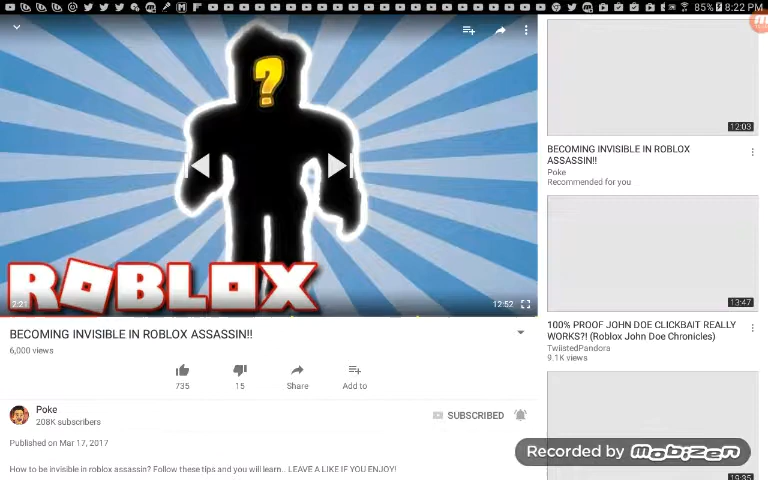 85% 8:22 PM
?
ROBLOX
2:21
12:52
BECOMING INVISIBLE IN ROBLOX ASSASSIN!!
6,000 views
735
15
Share
Add to
Poke
208K subscribers
SUBSCRIBED
Published on Mar 17, 2017
How to be invisible in roblox assassin? Follow these tips and you will learn.. LEAVE A LIKE IF YOU ENJOY!
12:03
BECOMING INVISIBLE IN ROBLOX
ASSASSIN!!
Poke
Recommended for you
13:47
100% PROOF JOHN DOE CLICKBAIT REALLY
WORKS?! (Roblox John Doe Chronicles)
TwiistedPandora
9.1K views
Recorded by Mobizen